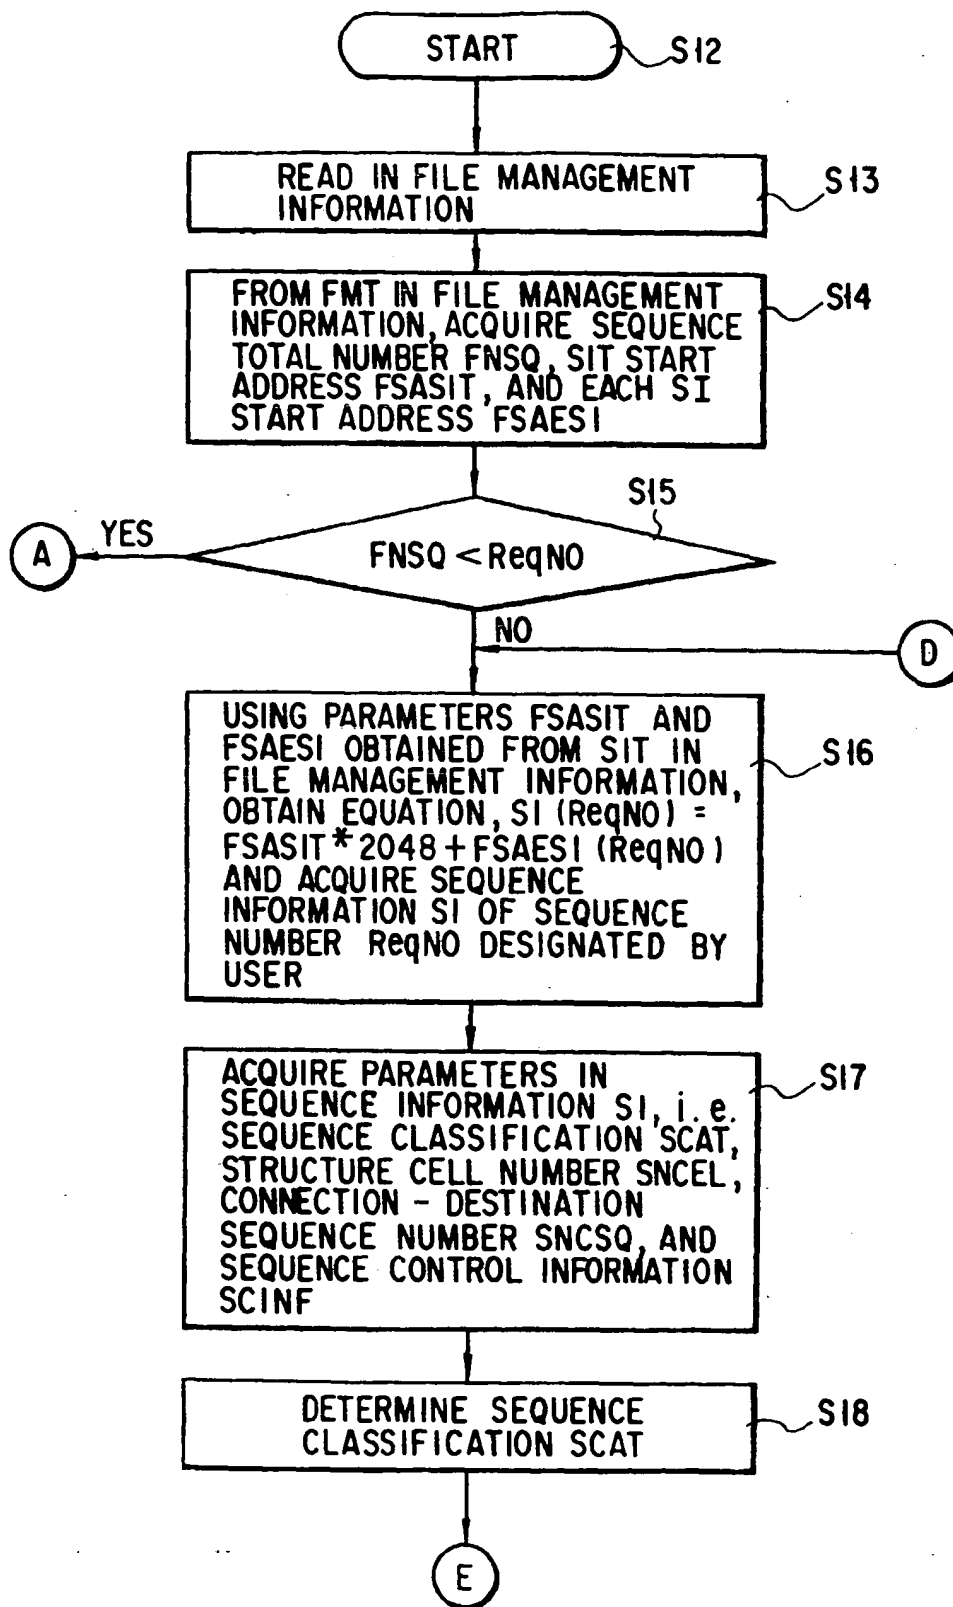 START
S12
READ IN FILE MANAGEMENT
INFORMATION
S13
FROM FMT IN FILE MANAGEMENT
INFORMATION, ACQUIRE SEQUENCE
TOTAL NUMBER FNSQ, SIT START
ADDRESS FSASIT, AND EACH SI
START ADDRESS FSAESI
S14
S15
FNSQ < ReqNO
YES
A
NO
D
USING PARAMETERS FSASIT AND
FSAESI OBTAINED FROM SIT IN
FILE MANAGEMENT INFORMATION,
OBTAIN EQUATION, SI (ReqNO) =
FSASIT * 2048 + FSAESI (ReqNO)
AND ACQUIRE SEQUENCE
INFORMATION SI OF SEQUENCE
NUMBER ReqNO DESIGNATED BY
USER
S16
ACQUIRE PARAMETERS IN
SEQUENCE INFORMATION SI, i.e.
SEQUENCE CLASSIFICATION SCAT,
STRUCTURE CELL NUMBER SNCEL,
CONNECTION - DESTINATION
SEQUENCE NUMBER SNCSQ, AND
SEQUENCE CONTROL INFORMATION
SCINF
S17
DETERMINE SEQUENCE
CLASSIFICATION SCAT
S18
E